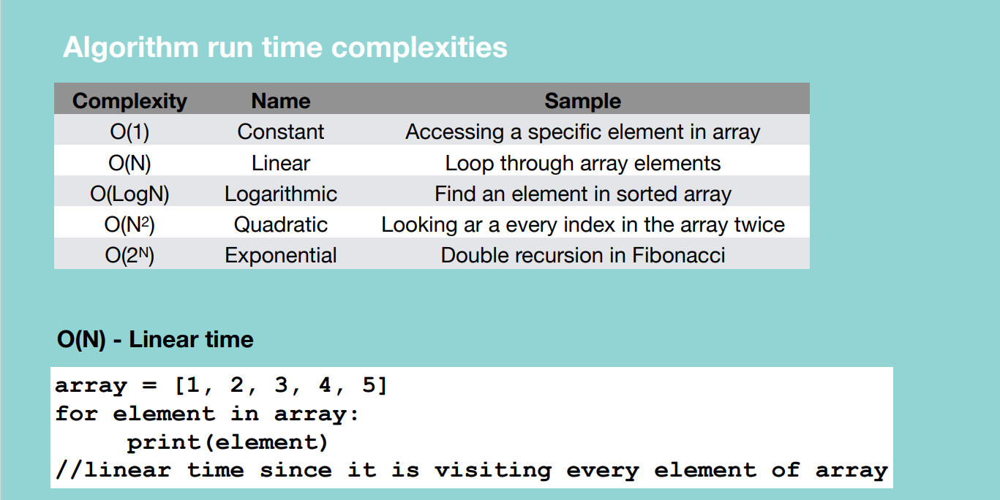 Algorithm run time complexities
Complexity Name Sample
O(1) Constant Accessing a specific element in array
O(N) Linear Loop through array elements
O(LogN) Logarithmic Find an element in sorted array
O(N²) Quadratic Looking ar a every index in the array twice
O(2ᴺ) Exponential Double recursion in Fibonacci
O(N) - Linear time
array = [1, 2, 3, 4, 5]
for element in array:
     print(element)
//linear time since it is visiting every element of array